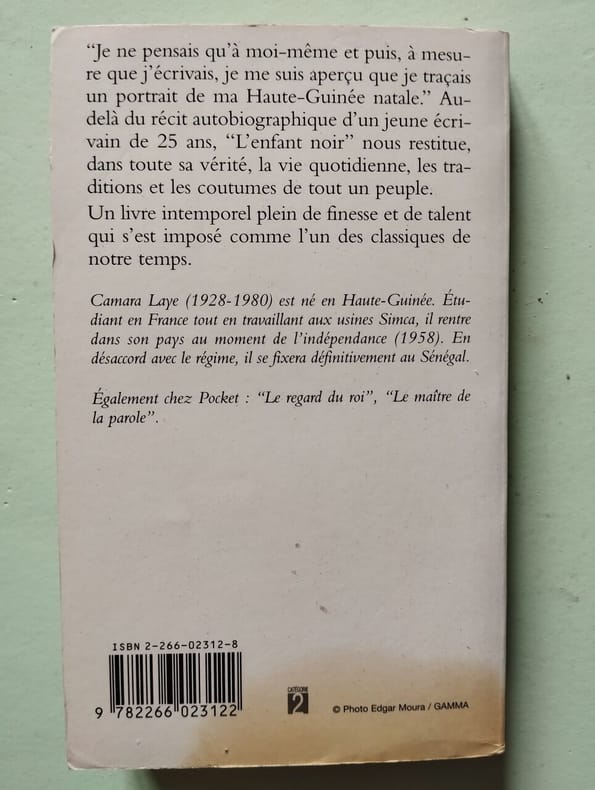 “Je ne pensais qu’à moi-même et puis, à mesu-
re que j’écrivais, je me suis aperçu que je traçais
un portrait de ma Haute-Guinée natale.” Au-
delà du récit autobiographique d’un jeune écri-
vain de 25 ans, “L’enfant noir” nous restitue,
dans toute sa vérité, la vie quotidienne, les tra-
ditions et les coutumes de tout un peuple.
Un livre intemporel plein de finesse et de talent
qui s’est imposé comme l’un des classiques de
notre temps.
Camara Laye (1928-1980) est né en Haute-Guinée. Étu-
diant en France tout en travaillant aux usines Simca, il rentre
dans son pays au moment de l’indépendance (1958). En
désaccord avec le régime, il se fixera définitivement au Sénégal.
Également chez Pocket : “Le regard du roi”, “Le maître de
la parole”.
ISBN 2-266-02312-8
9 782266 023122
CATÉGORIE
2
© Photo Edgar Moura / GAMMA